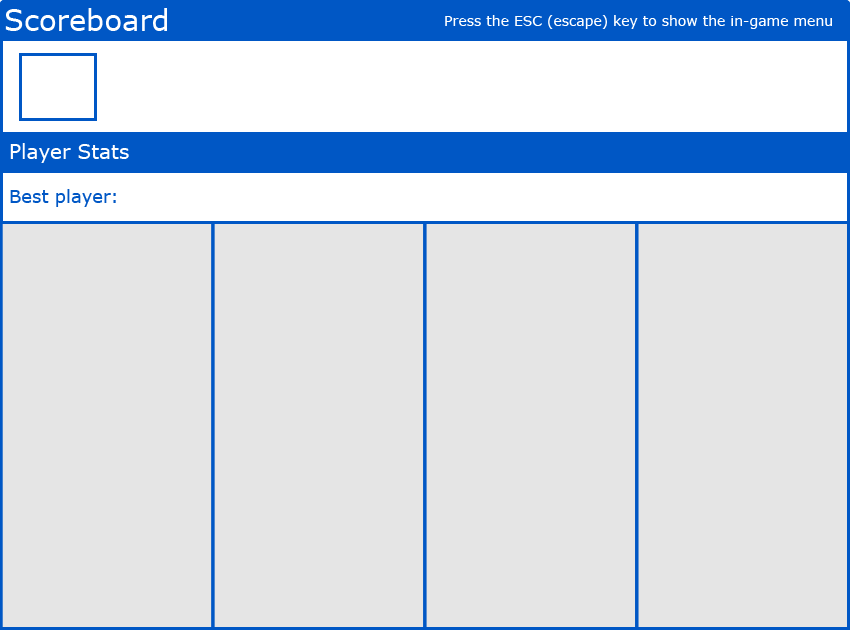 Scoreboard
Press the ESC (escape) key to show the in-game menu
Player Stats
Best player: